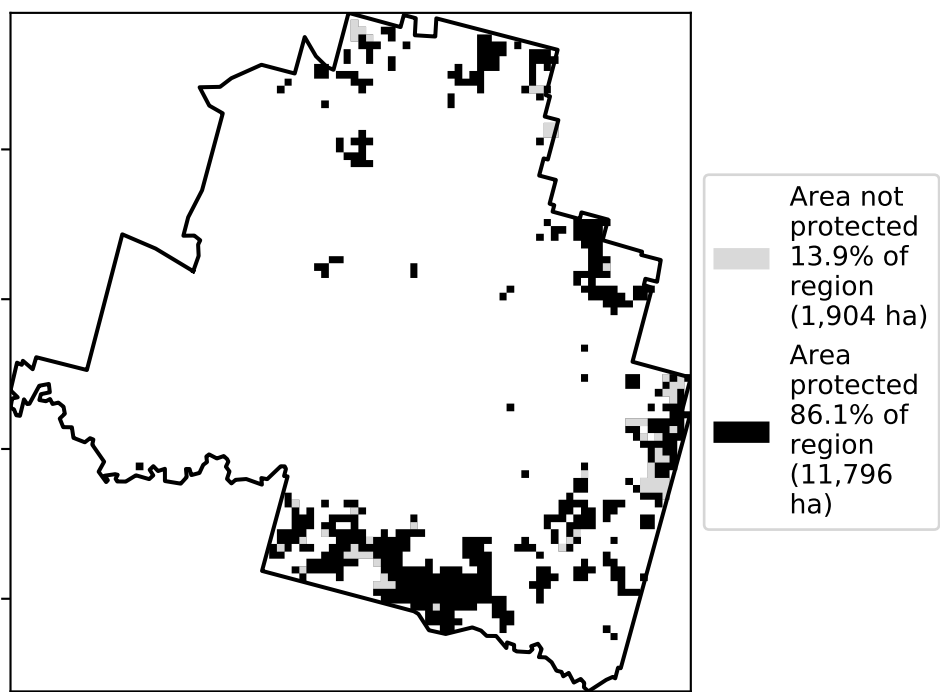 Area not
protected
13.9% of
region
(1,904 ha)
Area
protected
86.1% of
region
(11,796
ha)